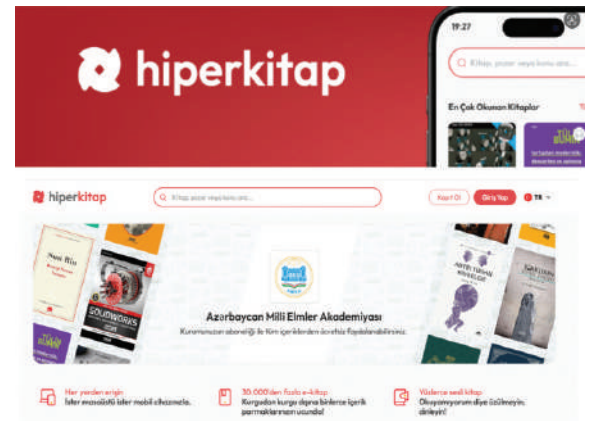 hiperkitap
19:27
Kitap, yazar veya konu ara...
En Çok Okunan Kitaplar
hiperkitap
Kitap, yazar veya konu ara...
Kayıt Ol
Giriş Yap
TR
SOLIDWORKS
Azərbaycan Milli Elmlər Akademiyası
Kurumunuzun aboneliği ile tüm içeriklerden ücretsiz faydalanabilirsiniz.
Her yerden erişin
İster masaüstü ister mobil cihazınızla.
30.000'den fazla e-kitap
Kurgudan kurgu dışına binlerce içerik
parmaklarınızın ucunda!
Yüzlerce sesli kitap
Okuyamıyorum diye üzülmeyin,
dinleyin!